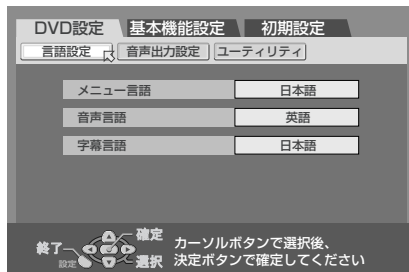 DVD設定 基本機能設定 初期設定
言語設定 音声出力設定 ユーティリティ
メニュー言語 日本語
音声言語 英語
字幕言語 日本語
確定
終了
設定
選択
カーソルボタンで選択後、
決定ボタンで確定してください